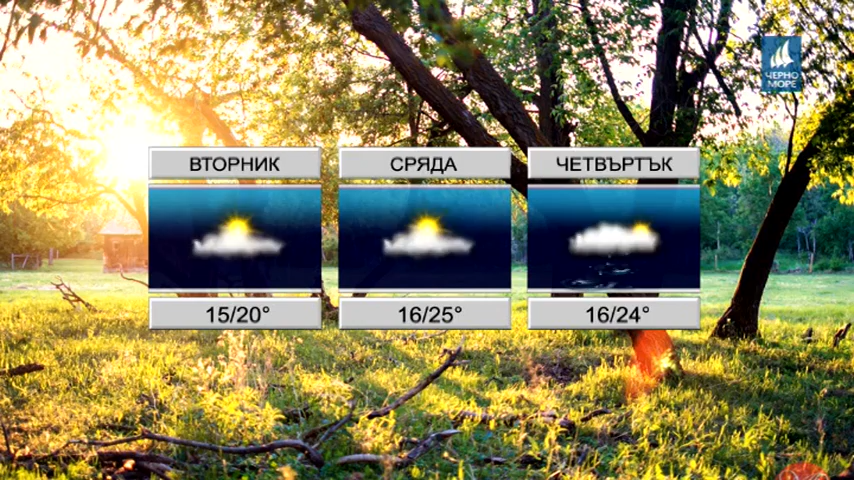 ЧЕРНО
МОРЕ
ВТОРНИК
СРЯДА
ЧЕТВЪРТЪК
15/20°
16/25°
16/24°